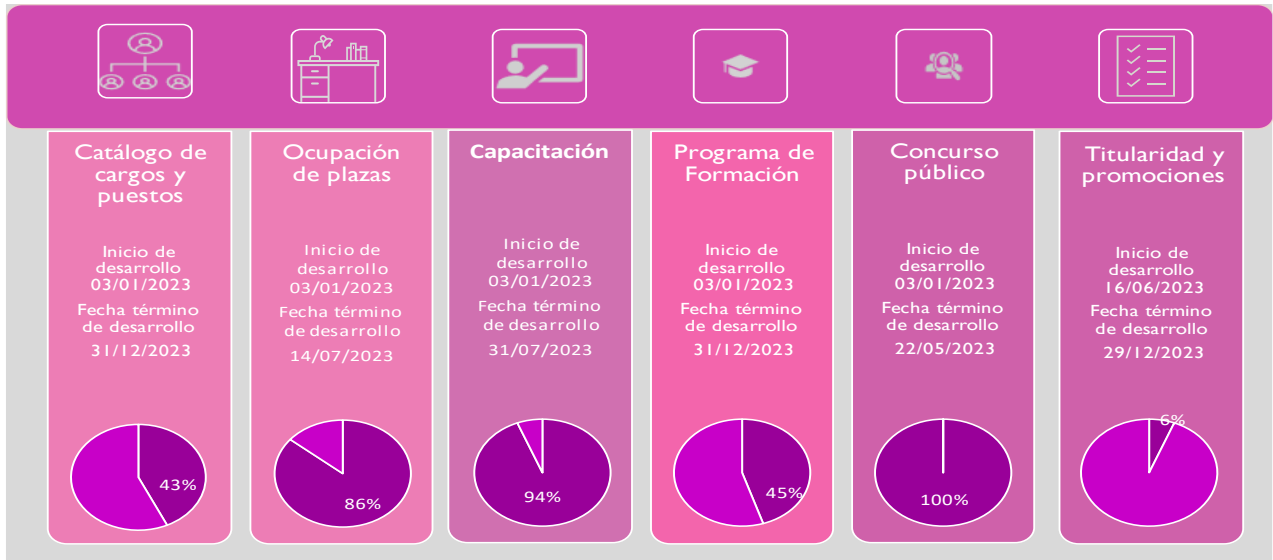 Catálogo de
cargos y
puestos
Inicio de
desarrollo
03/01/2023
Fecha término
de desarrollo
31/12/2023
43%
Ocupación
de plazas
Inicio de
desarrollo
03/01/2023
Fecha término
de desarrollo
14/07/2023
86%
Capacitación
Inicio de
desarrollo
03/01/2023
Fecha término
de desarrollo
31/07/2023
94%
Programa de
Formación
Inicio de
desarrollo
03/01/2023
Fecha término
de desarrollo
31/12/2023
45%
Concurso
público
Inicio de
desarrollo
03/01/2023
Fecha término
de desarrollo
22/05/2023
100%
Titularidad y
promociones
Inicio de
desarrollo
16/06/2023
Fecha término
de desarrollo
29/12/2023
6%